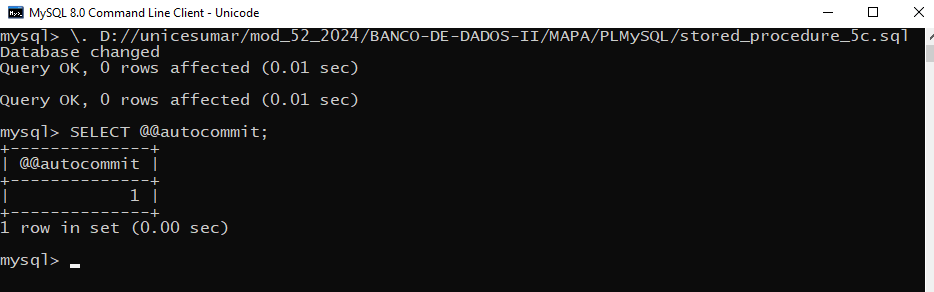 MySQL 8.0 Command Line Client - Unicode
mysql> \. D://unicesumar/mod_52_2024/BANCO-DE-DADOS-II/MAPA/PLMySQL/stored_procedure_5c.sql
Database changed
Query OK, 0 rows affected (0.01 sec)
Query OK, 0 rows affected (0.01 sec)
mysql> SELECT @@autocommit;
+--------------+
| @@autocommit |
+--------------+
|            1 |
+--------------+
1 row in set (0.00 sec)
mysql>